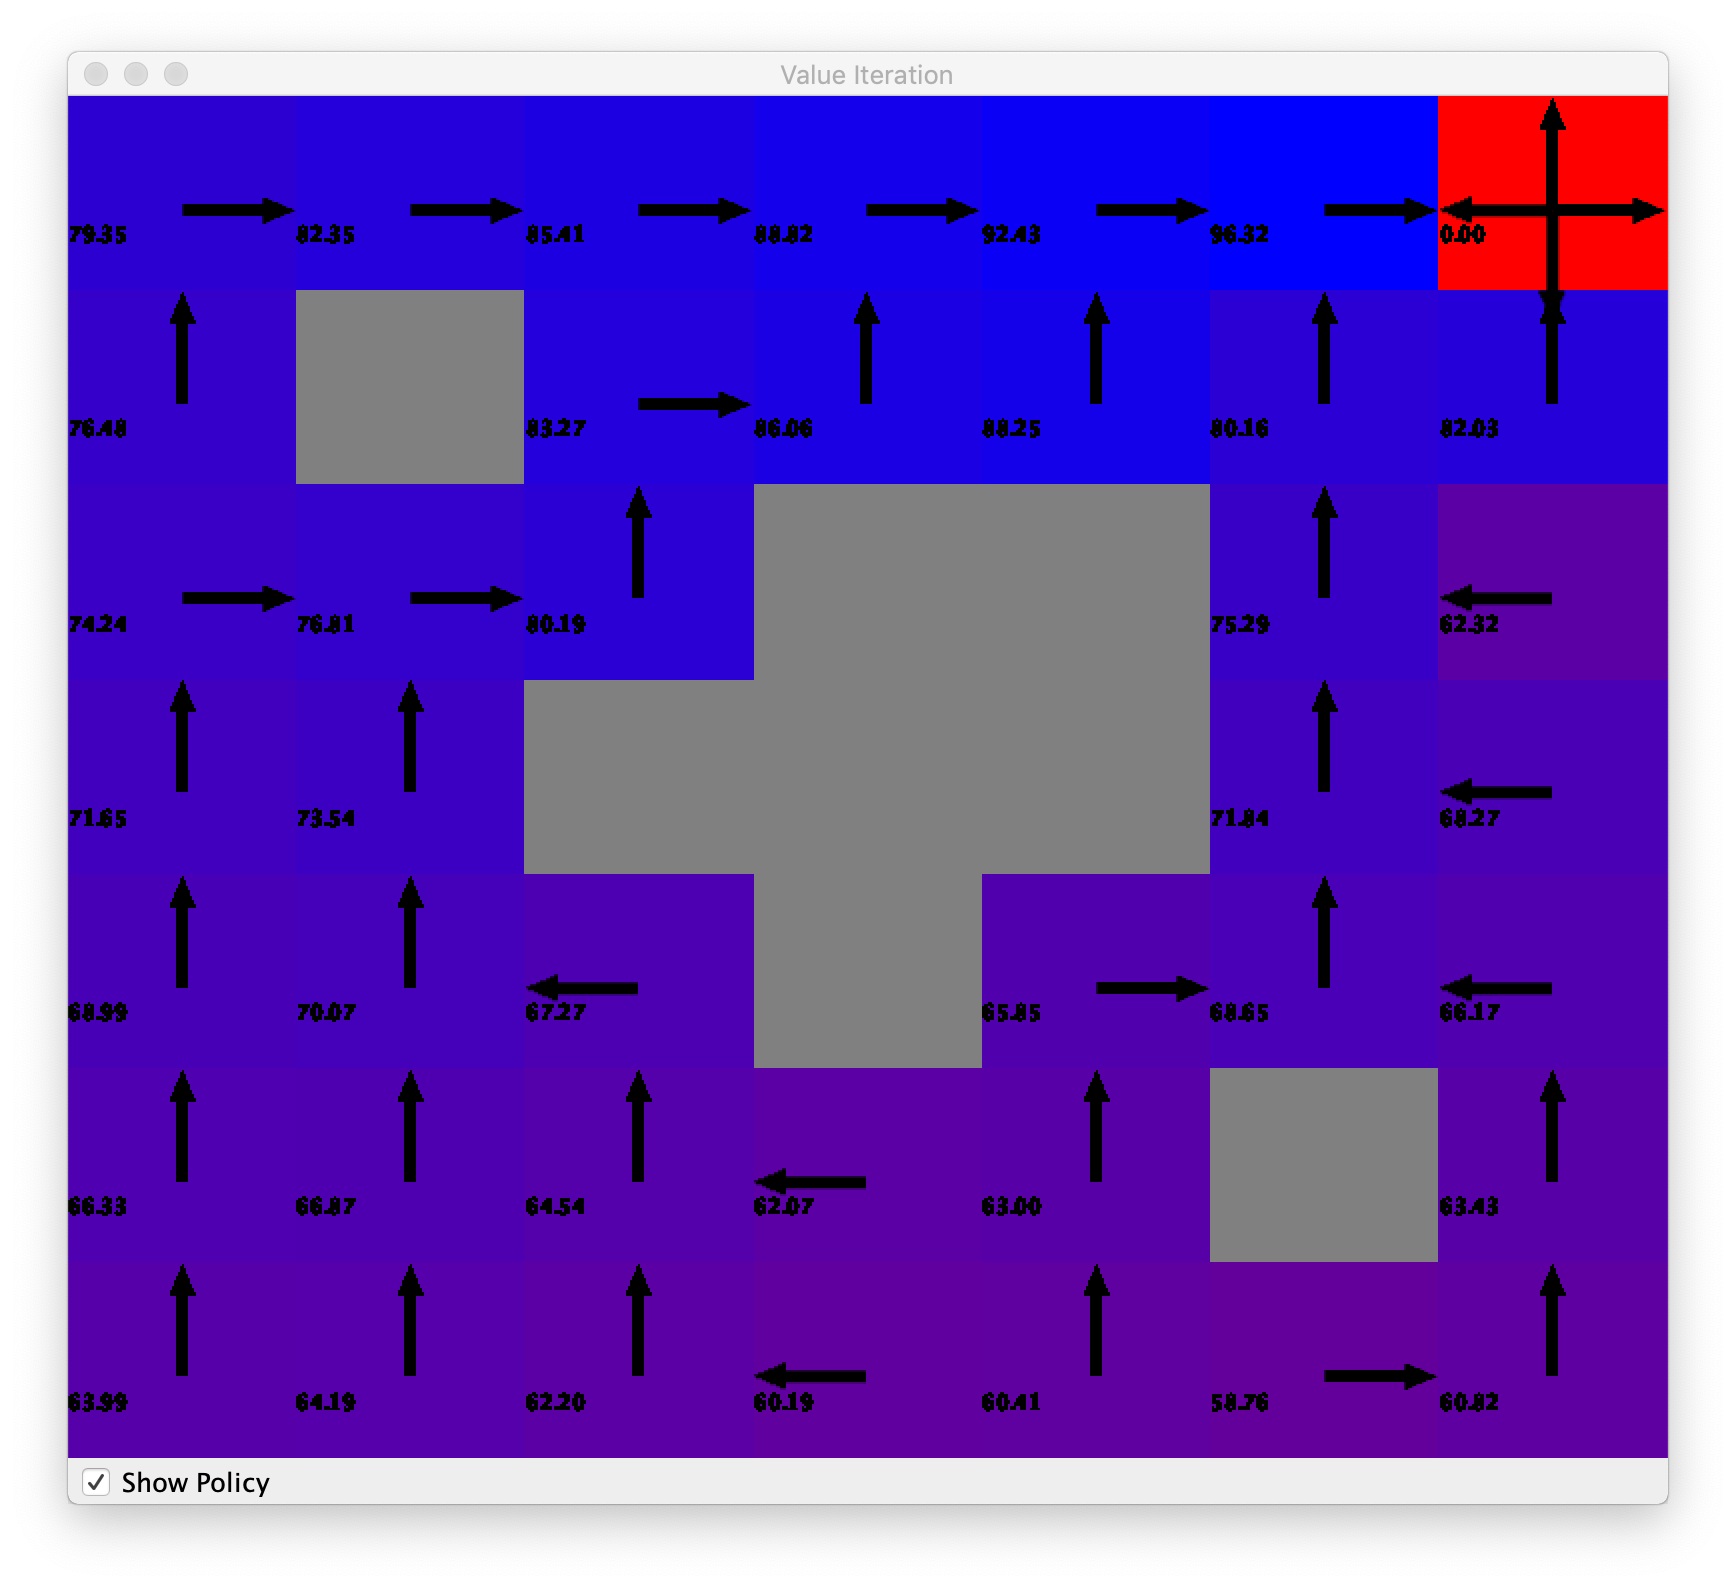 Value Iteration
79.35 82.35 85.41 88.82 92.43 96.32 0.00
76.48 83.27 86.06 88.25 80.16 82.03
74.24 76.81 80.19 75.29 62.32
71.65 73.54 71.84 68.27
68.99 70.07 67.27 65.85 68.65 66.17
66.33 66.87 64.54 62.07 63.00 63.43
63.99 64.19 62.20 60.19 60.41 58.76 60.82
Show Policy